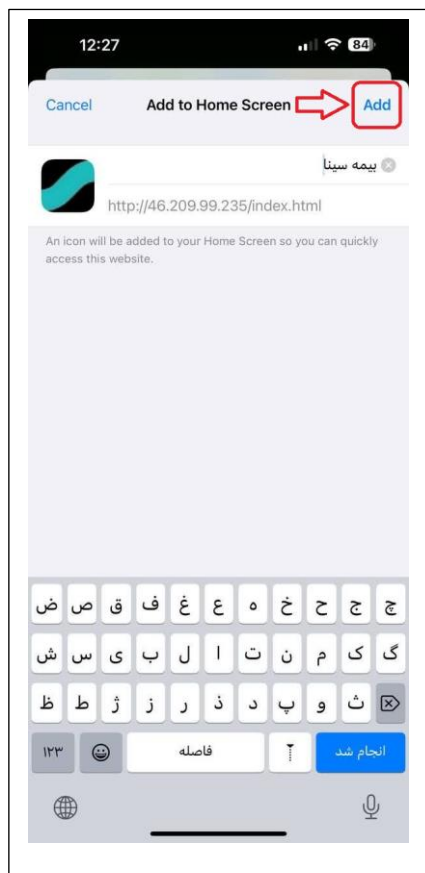 12:27 84
Cancel Add to Home Screen Add
بیمه سینا
http://46.209.99.235/index.html
An icon will be added to your Home Screen so you can quickly
access this website.
ض ص ق ف غ ع ه خ ح ج چ
ش س ی ب ل ا ت ن م ک گ
ظ ط ژ ز ر ذ د پ و ث
۱۲۳ فاصله انجام شد